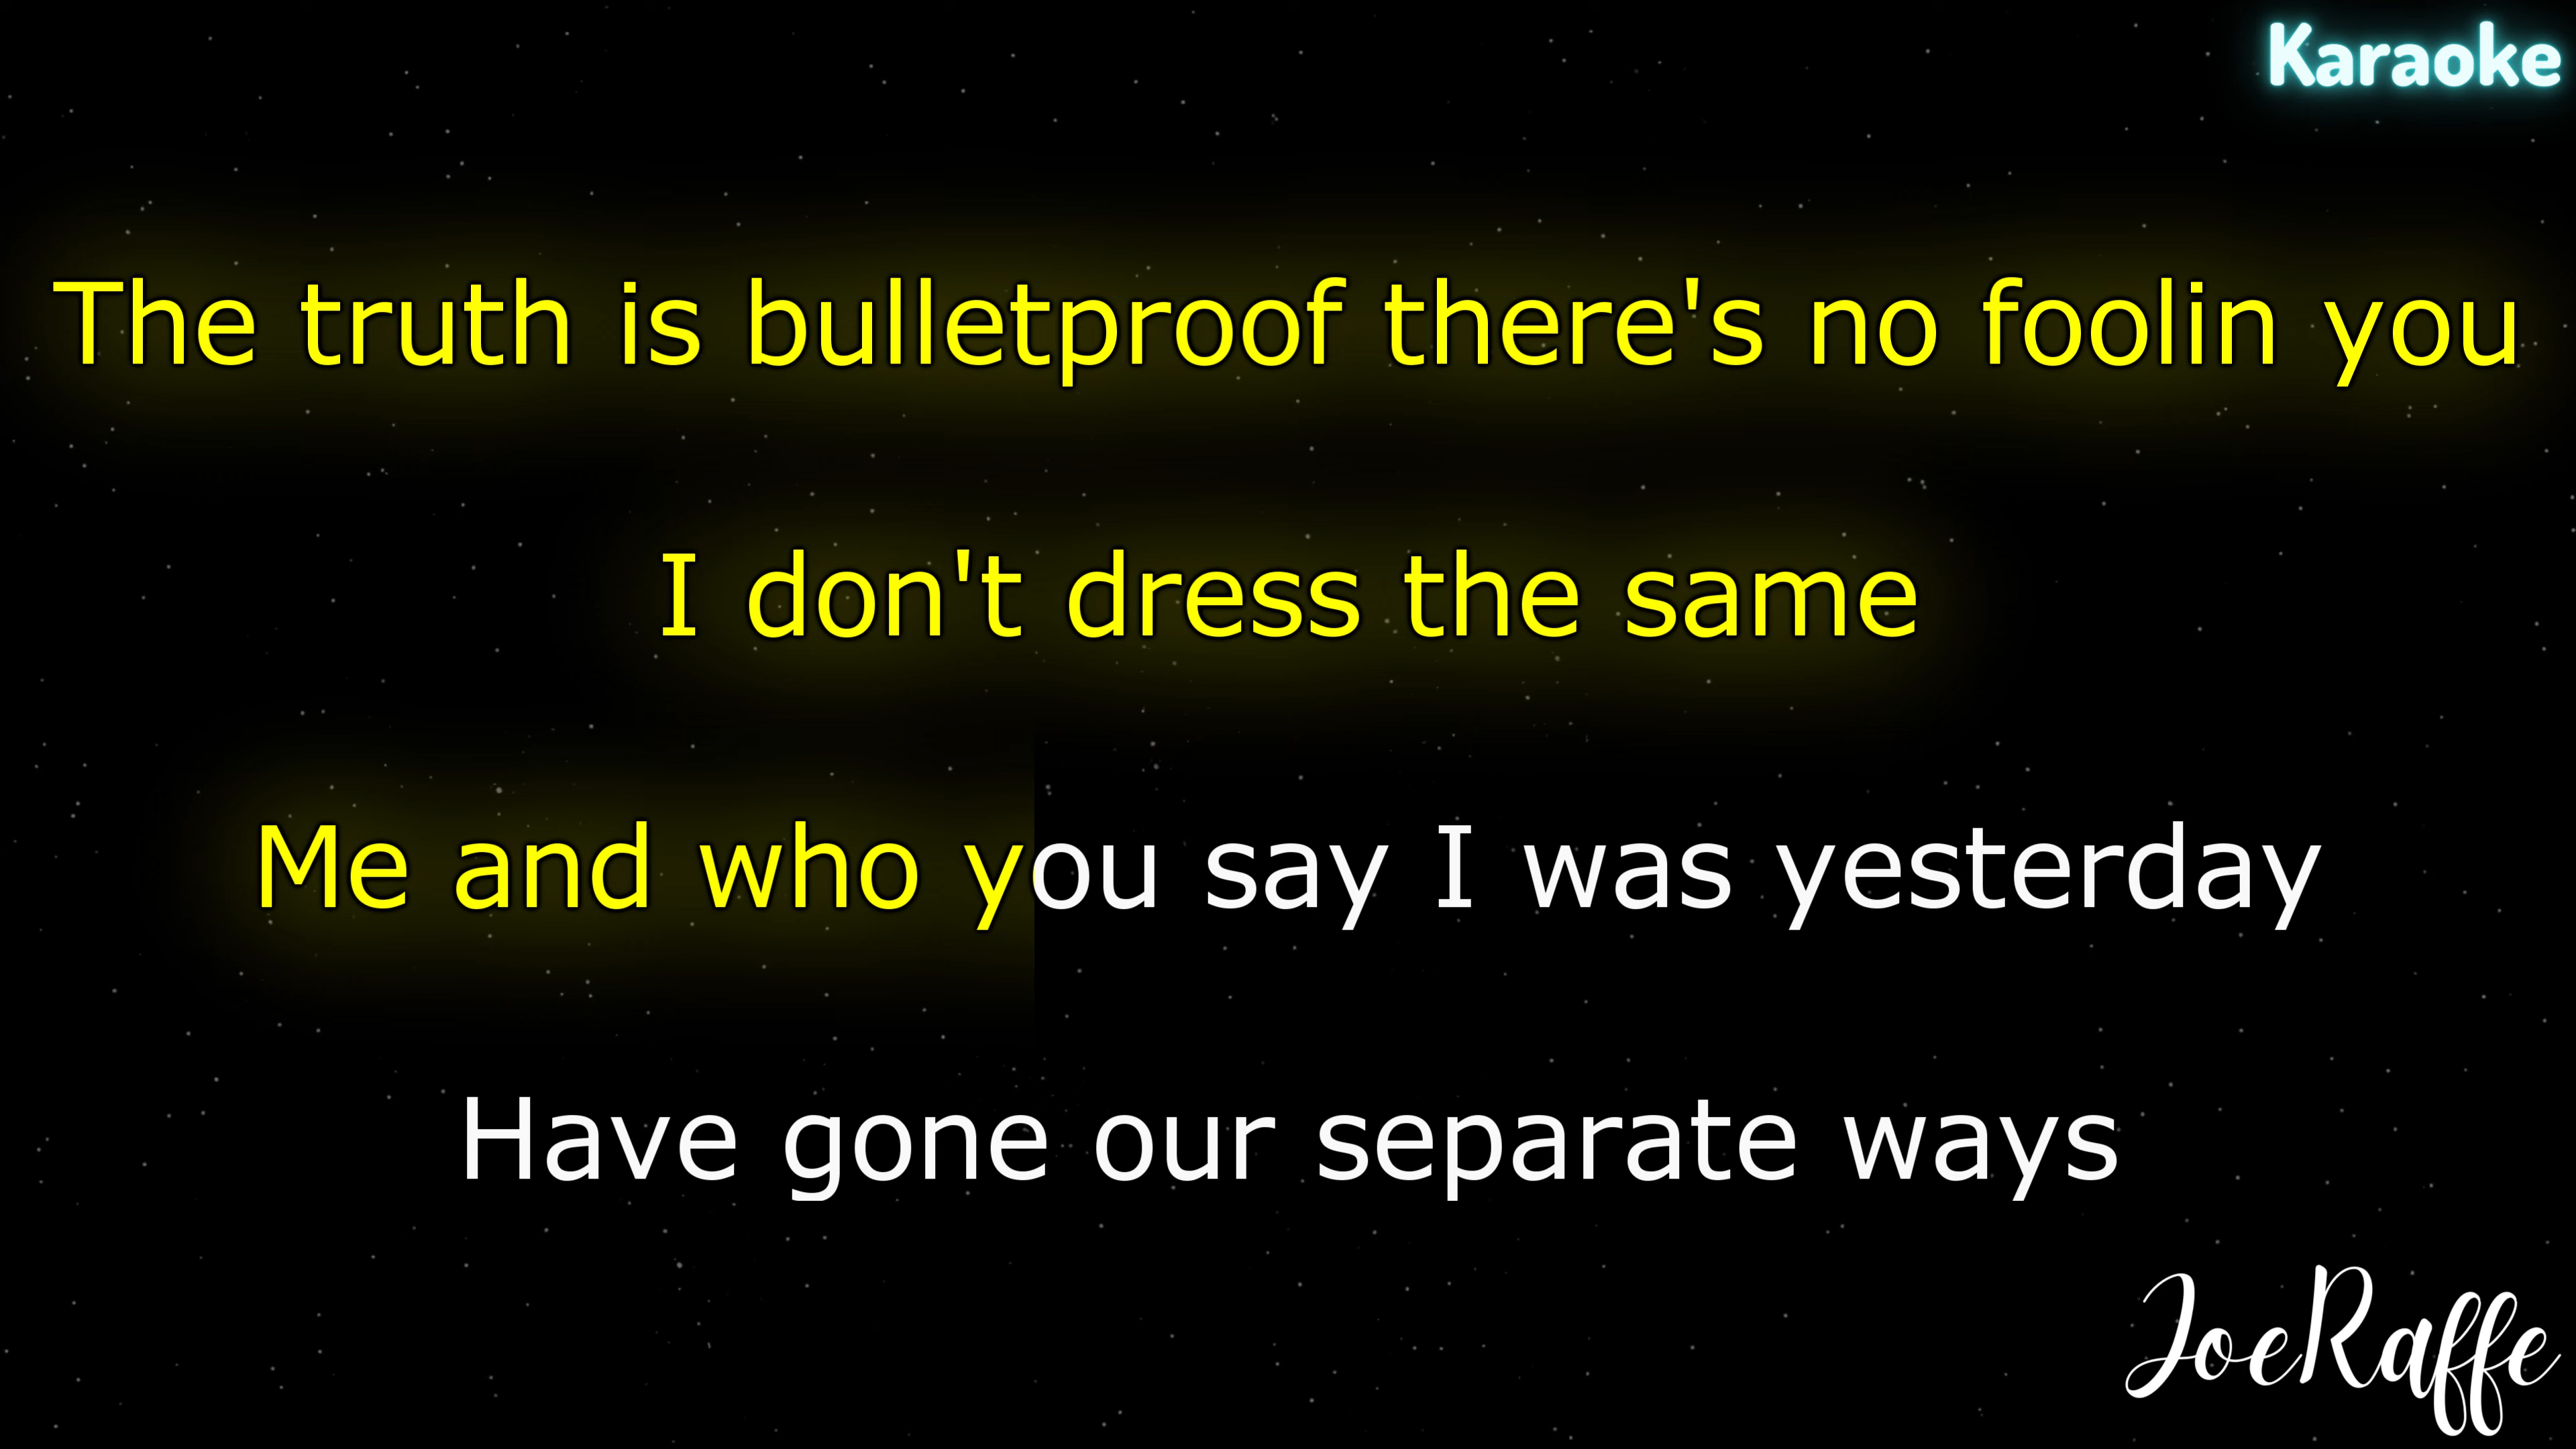 Karaoke
The truth is bulletproof there's no foolin you
I don't dress the same
Me and who you say I was yesterday
Have gone our separate ways
JoeRaffe